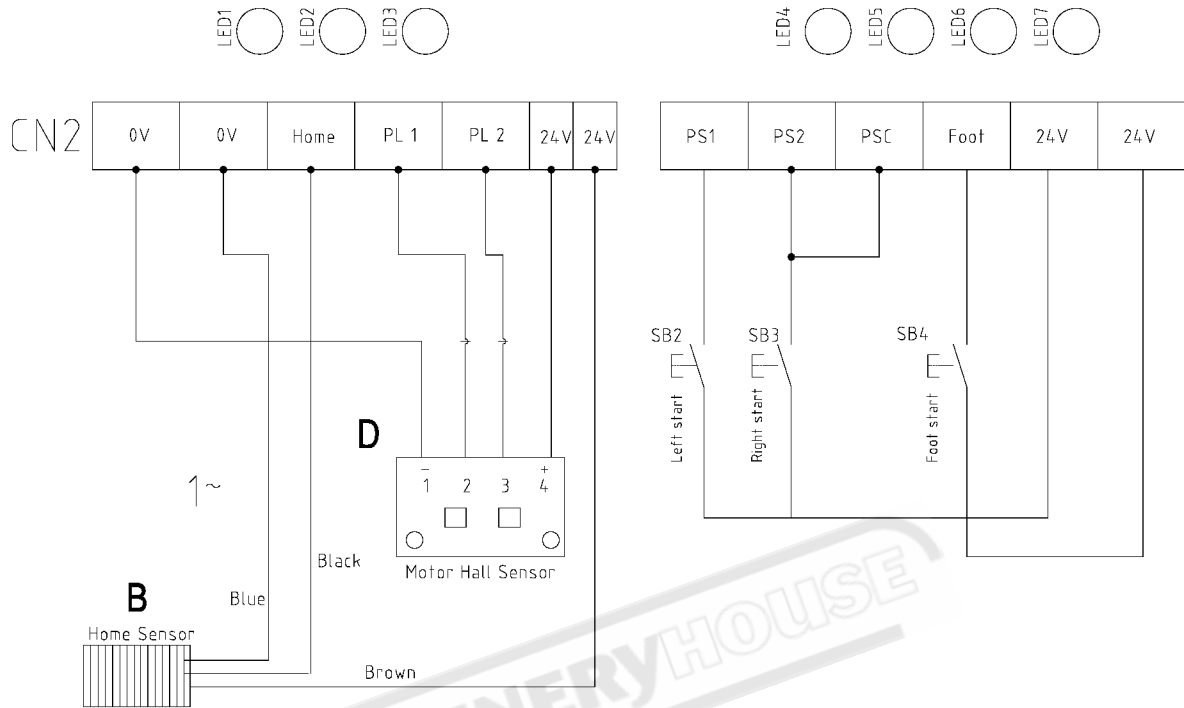 LED1 LED2 LED3 LED4 LED5 LED6 LED7
CN2 0V 0V Home PL 1 PL 2 24V 24V PS1 PS2 PSC Foot 24V 24V
SB2 SB3 SB4
Left start Right start Foot start
D
- +
1 2 3 4
1~
Motor Hall Sensor
Black
B
Blue
Home Sensor
Brown
NERYHOUSE